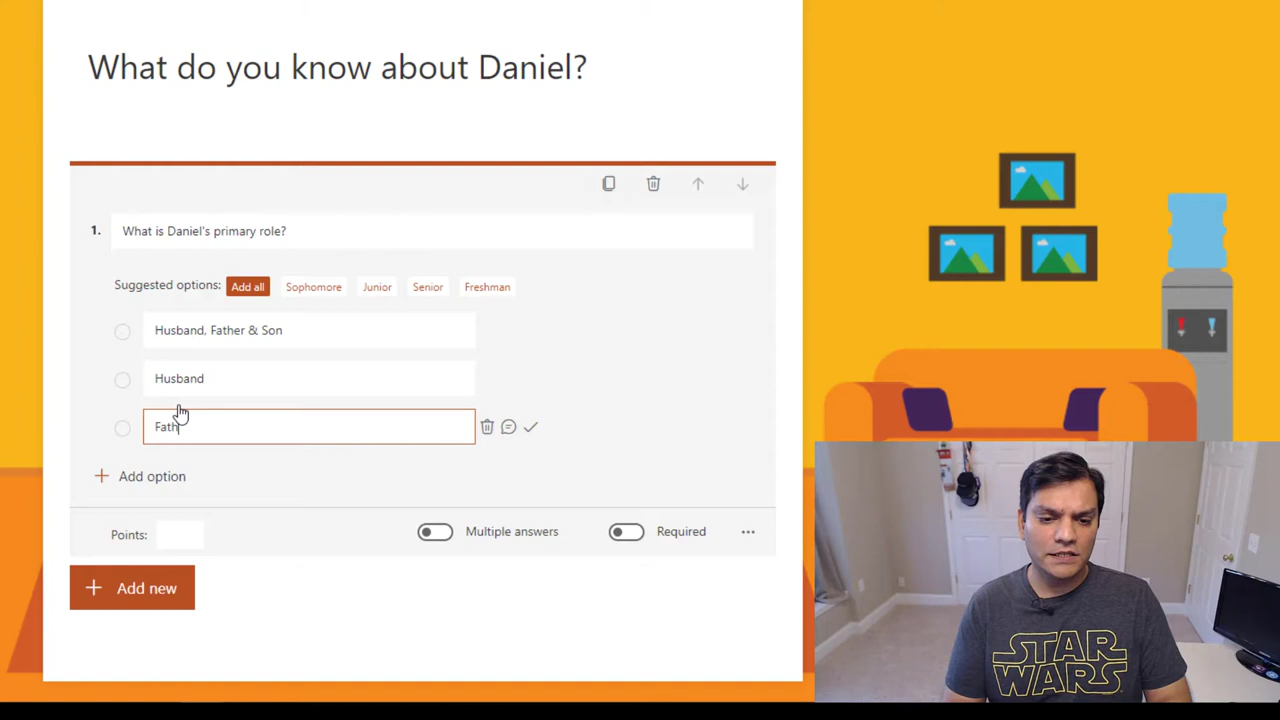 What do you know about Daniel?
1. What is Daniel's primary role?
Suggested options: Add all Sophomore Junior Senior Freshman
Husband, Father & Son
Husband
Fath
Add option
Points: Multiple answers Required
Add new
STAR
WARS